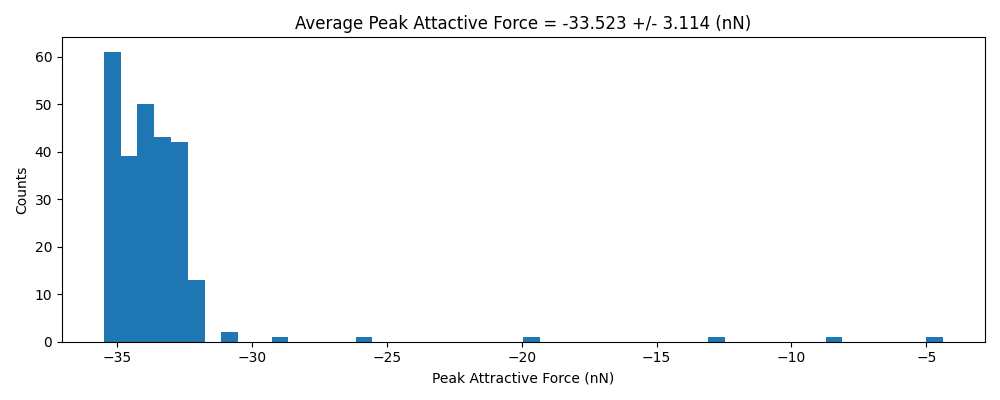 Average Peak Attactive Force = -33.523 +/- 3.114 (nN)
60
50
40
30
20
10
0
Counts
−35 −30 −25 −20 −15 −10 −5
Peak Attractive Force (nN)